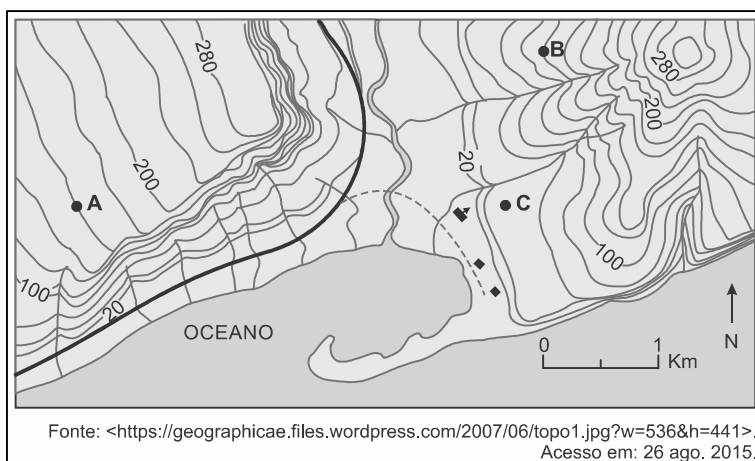 280
B
280
200
20
200
A
C
100
100
20
OCEANO
0 1
Km
N
Fonte: <https://geographicae.files.wordpress.com/2007/06/topo1.jpg?w=536&h=441>.
Acesso em: 26 ago. 2015.